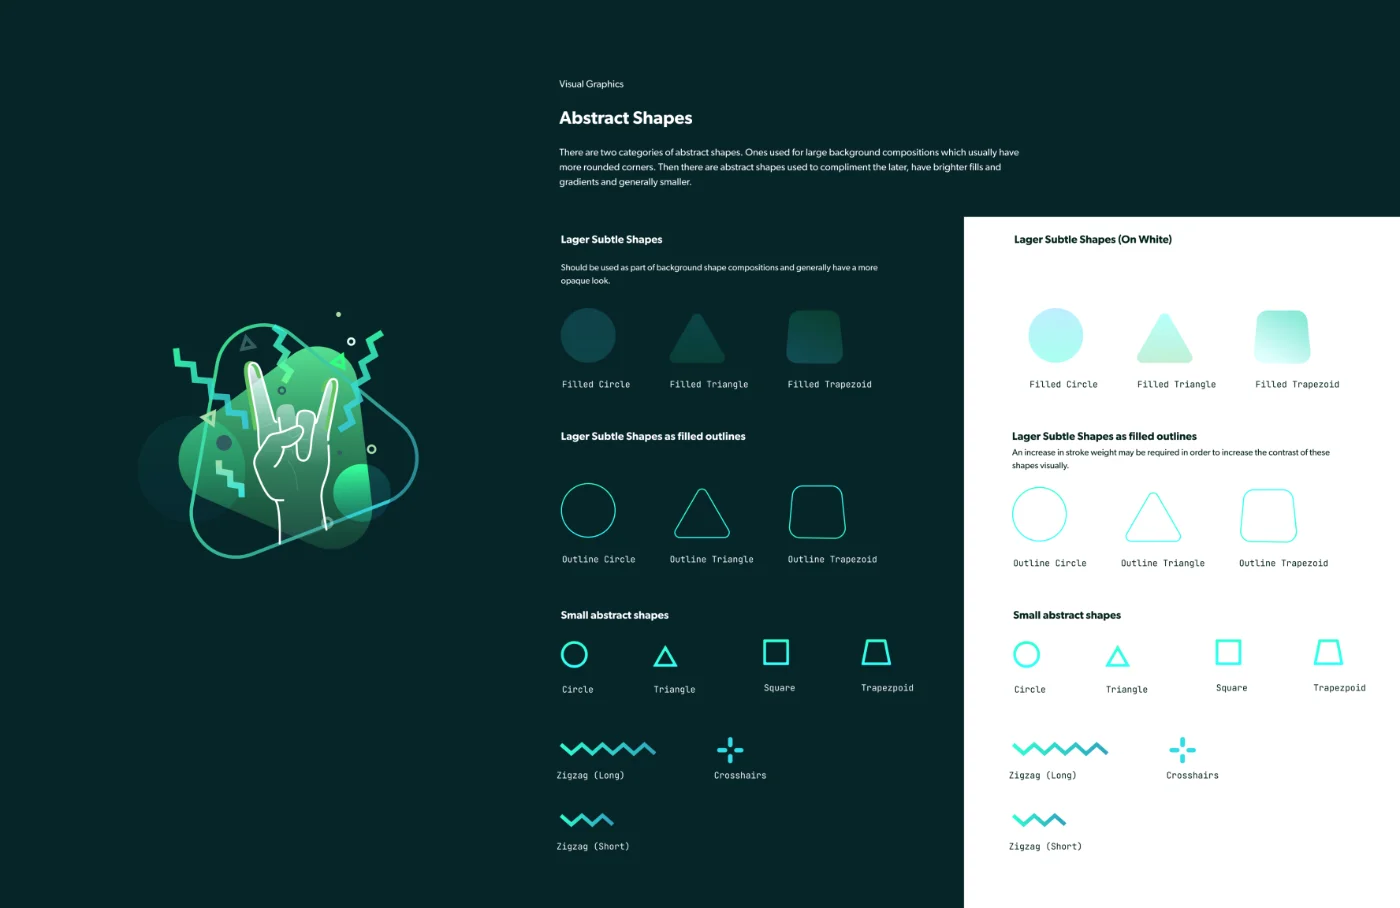 Visual Graphics
Abstract Shapes
There are two categories of abstract shapes. Ones used for large background compositions which usually have
more rounded corners. Then there are abstract shapes used to compliment the later, have brighter fills and
gradients and generally smaller.
Lager Subtle Shapes
Should be used as part of background shape compositions and generally have a more
opaque look.
Filled Circle
Filled Triangle
Filled Trapezoid
Lager Subtle Shapes as filled outlines
Outline Circle
Outline Triangle
Outline Trapezoid
Small abstract shapes
Circle
Triangle
Square
Trapezpoid
Zigzag (Long)
Crosshairs
Zigzag (Short)
Lager Subtle Shapes (On White)
Filled Circle
Filled Triangle
Filled Trapezoid
Lager Subtle Shapes as filled outlines
An increase in stroke weight may be required in order to increase the contrast of these
shapes visually.
Outline Circle
Outline Triangle
Outline Trapezoid
Small abstract shapes
Circle
Triangle
Square
Trapezpoid
Zigzag (Long)
Crosshairs
Zigzag (Short)